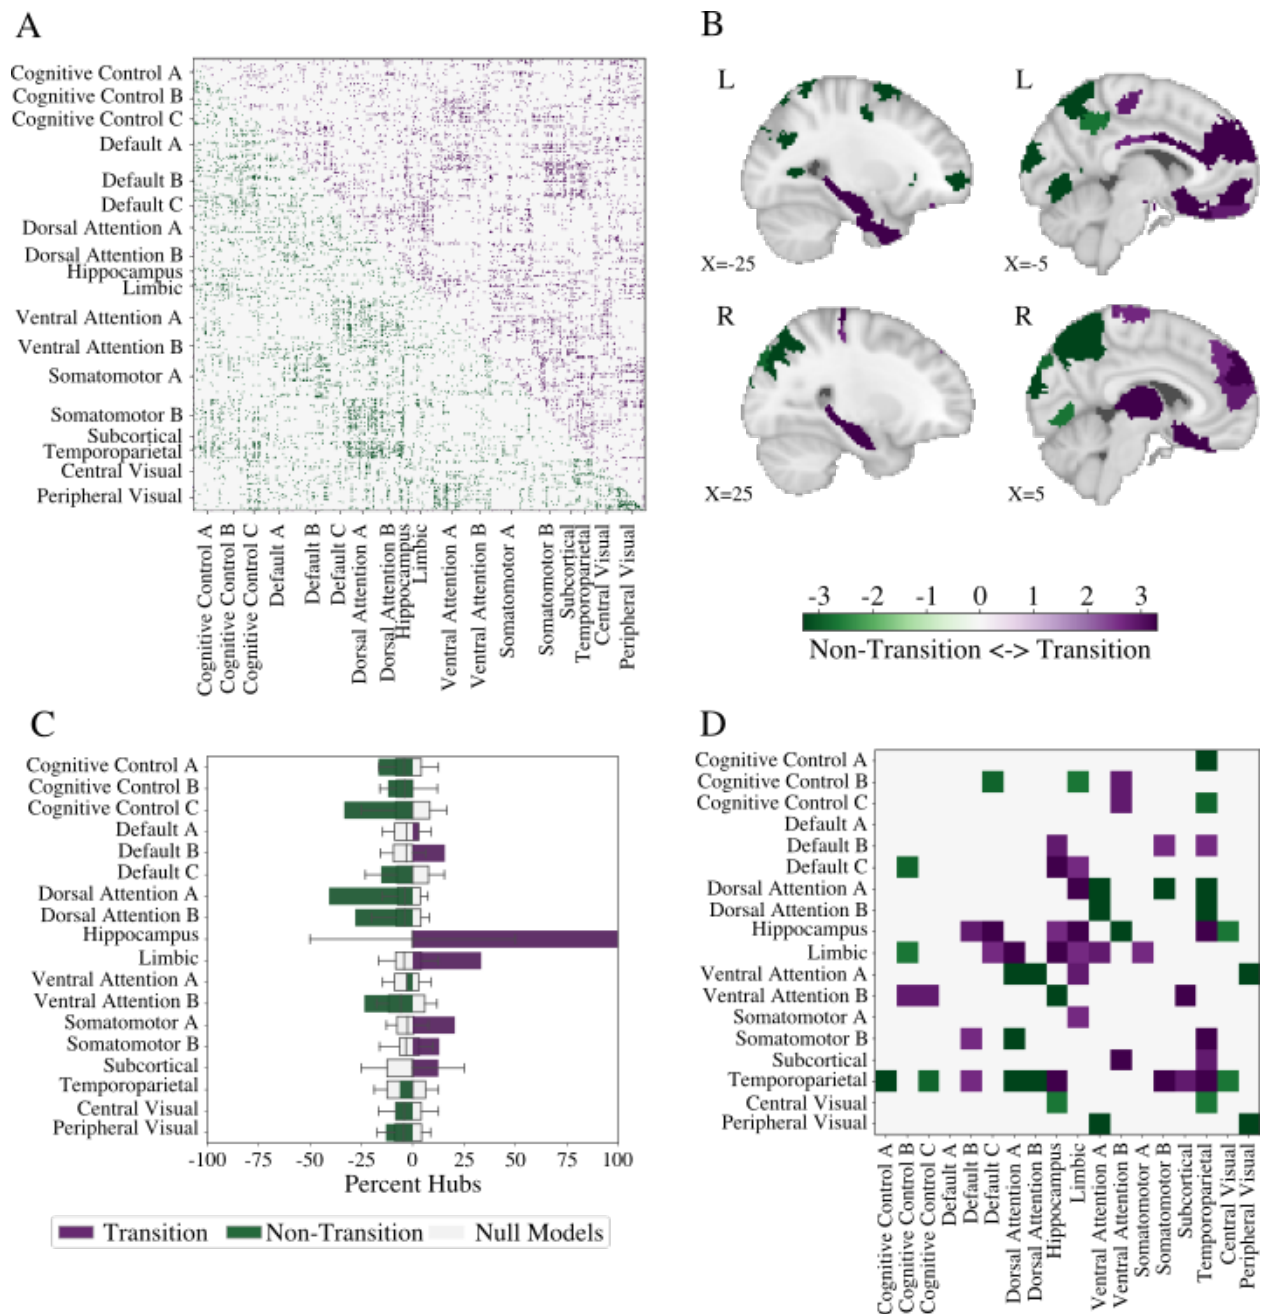 A
Cognitive Control A
Cognitive Control B
Cognitive Control C
Default A
Default B
Default C
Dorsal Attention A
Dorsal Attention B
Hippocampus
Limbic
Ventral Attention A
Ventral Attention B
Somatomotor A
Somatomotor B
Subcortical
Temporoparietal
Central Visual
Peripheral Visual
Cognitive Control A
Cognitive Control B
Cognitive Control C
Default A
Default B
Default C
Dorsal Attention A
Dorsal Attention B
Hippocampus
Limbic
Ventral Attention A
Ventral Attention B
Somatomotor A
Somatomotor B
Subcortical
Temporoparietal
Central Visual
Peripheral Visual
B
L
L
X=-25
X=-5
R
R
X=25
X=5
-3 -2 -1 0 1 2 3
Non-Transition <-> Transition
C
Cognitive Control A
Cognitive Control B
Cognitive Control C
Default A
Default B
Default C
Dorsal Attention A
Dorsal Attention B
Hippocampus
Limbic
Ventral Attention A
Ventral Attention B
Somatomotor A
Somatomotor B
Subcortical
Temporoparietal
Central Visual
Peripheral Visual
-100 -75 -50 -25 0 25 50 75 100
Percent Hubs
Transition Non-Transition Null Models
D
Cognitive Control A
Cognitive Control B
Cognitive Control C
Default A
Default B
Default C
Dorsal Attention A
Dorsal Attention B
Hippocampus
Limbic
Ventral Attention A
Ventral Attention B
Somatomotor A
Somatomotor B
Subcortical
Temporoparietal
Central Visual
Peripheral Visual
Cognitive Control A
Cognitive Control B
Cognitive Control C
Default A
Default B
Default C
Dorsal Attention A
Dorsal Attention B
Hippocampus
Limbic
Ventral Attention A
Ventral Attention B
Somatomotor A
Somatomotor B
Subcortical
Temporoparietal
Central Visual
Peripheral Visual